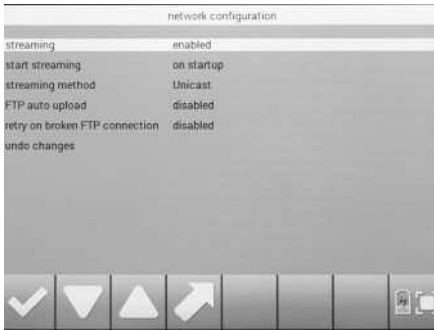 network configuration
streaming enabled
start streaming on startup
streaming method Unicast
FTP auto upload disabled
retry on broken FTP connection disabled
undo changes